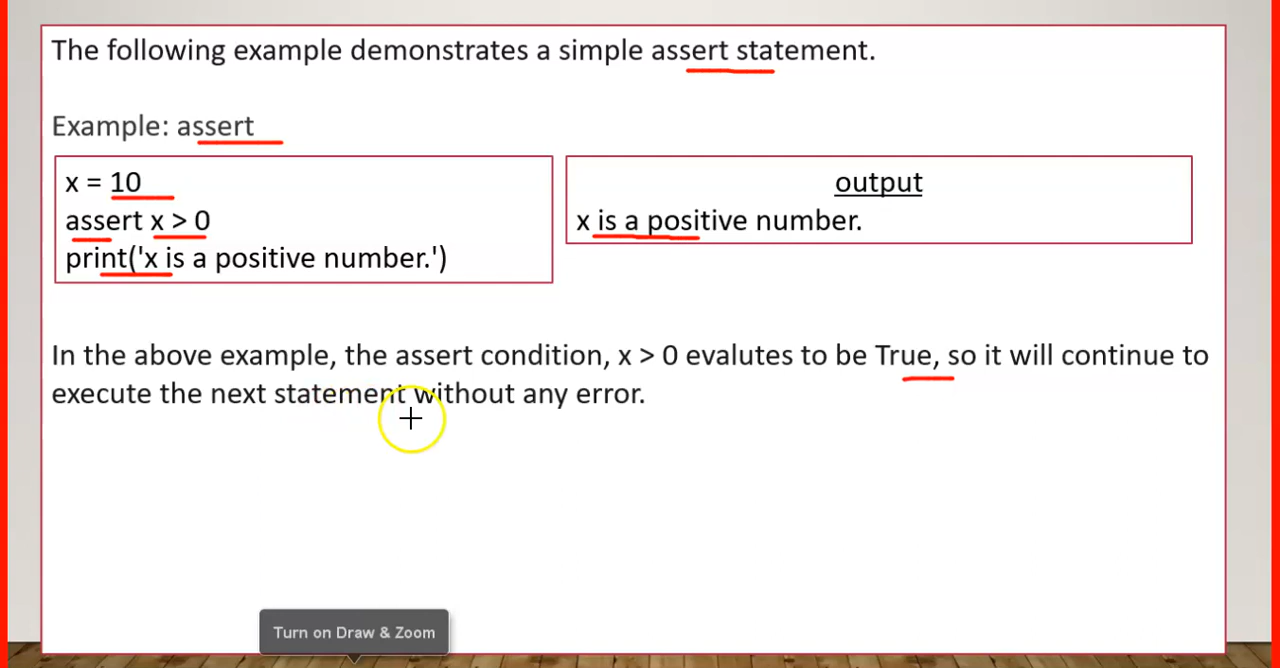 The following example demonstrates a simple assert statement.
Example: assert
x = 10
assert x > 0
print('x is a positive number.')
output
x is a positive number.
In the above example, the assert condition, x > 0 evalutes to be True, so it will continue to
execute the next statement without any error.
Turn on Draw & Zoom